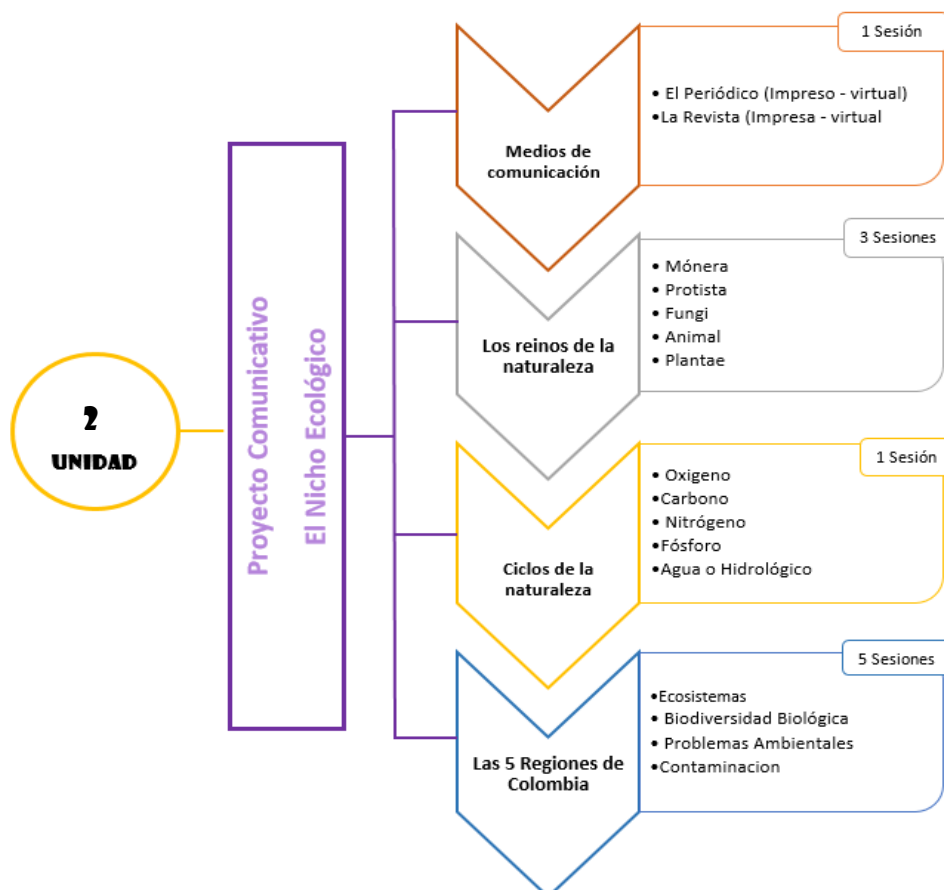 2
UNIDAD
Proyecto Comunicativo
El Nicho Ecológico
Medios de
comunicación
1 Sesión
• El Periódico (Impreso - virtual)
•La Revista (Impresa - virtual
Los reinos de la
naturaleza
3 Sesiones
• Mónera
• Protista
• Fungi
• Animal
• Plantae
Ciclos de la
naturaleza
1 Sesión
• Oxigeno
•Carbono
• Nitrógeno
•Fósforo
•Agua o Hidrológico
Las 5 Regiones de
Colombia
5 Sesiones
•Ecosistemas
• Biodiversidad Biológica
• Problemas Ambientales
•Contaminacion